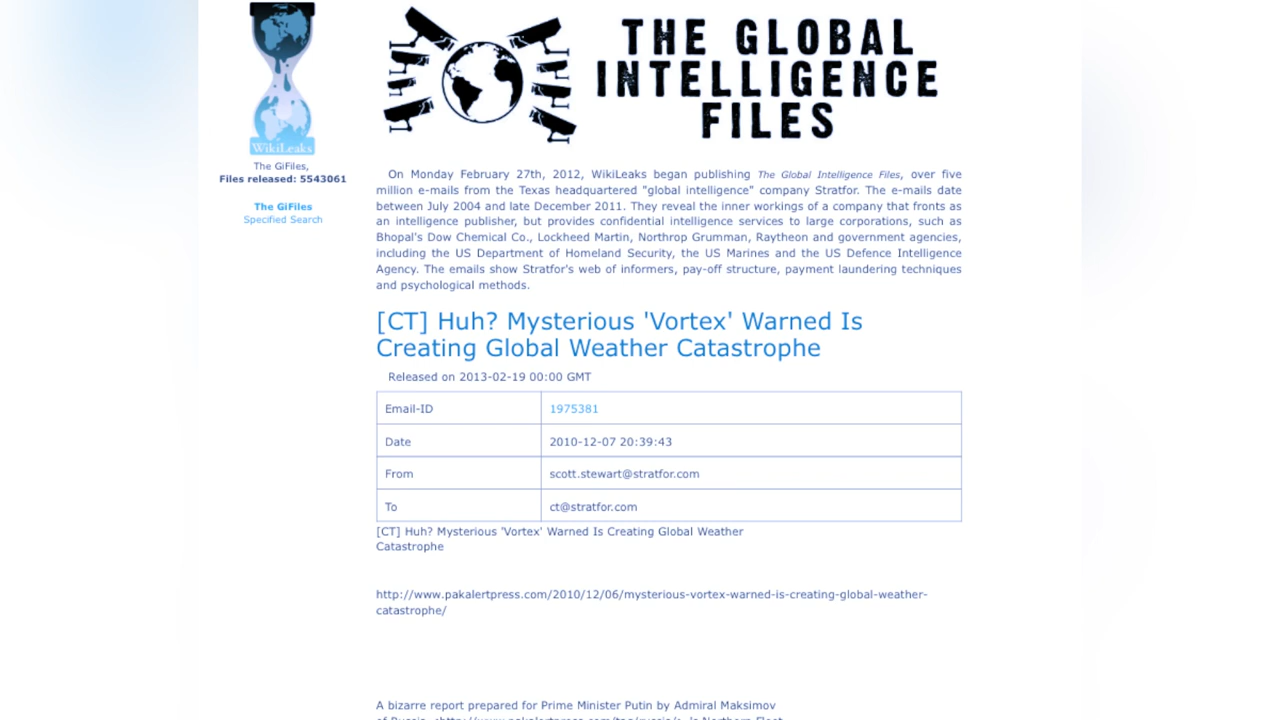 THE GLOBAL
INTELLIGENCE
FILES
WikiLeaks
The GiFiles,
Files released: 5543061
The GiFiles
Specified Search
On Monday February 27th, 2012, WikiLeaks began publishing The Global Intelligence Files, over five
million e-mails from the Texas headquartered "global intelligence" company Stratfor. The e-mails date
between July 2004 and late December 2011. They reveal the inner workings of a company that fronts as
an intelligence publisher, but provides confidential intelligence services to large corporations, such as
Bhopal's Dow Chemical Co., Lockheed Martin, Northrop Grumman, Raytheon and government agencies,
including the US Department of Homeland Security, the US Marines and the US Defence Intelligence
Agency. The emails show Stratfor's web of informers, pay-off structure, payment laundering techniques
and psychological methods.
[CT] Huh? Mysterious 'Vortex' Warned Is
Creating Global Weather Catastrophe
Released on 2013-02-19 00:00 GMT
Email-ID 1975381
Date 2010-12-07 20:39:43
From scott.stewart@stratfor.com
To ct@stratfor.com
[CT] Huh? Mysterious 'Vortex' Warned Is Creating Global Weather
Catastrophe
http://www.pakalertpress.com/2010/12/06/mysterious-vortex-warned-is-creating-global-weather-
catastrophe/
A bizarre report prepared for Prime Minister Putin by Admiral Maksimov